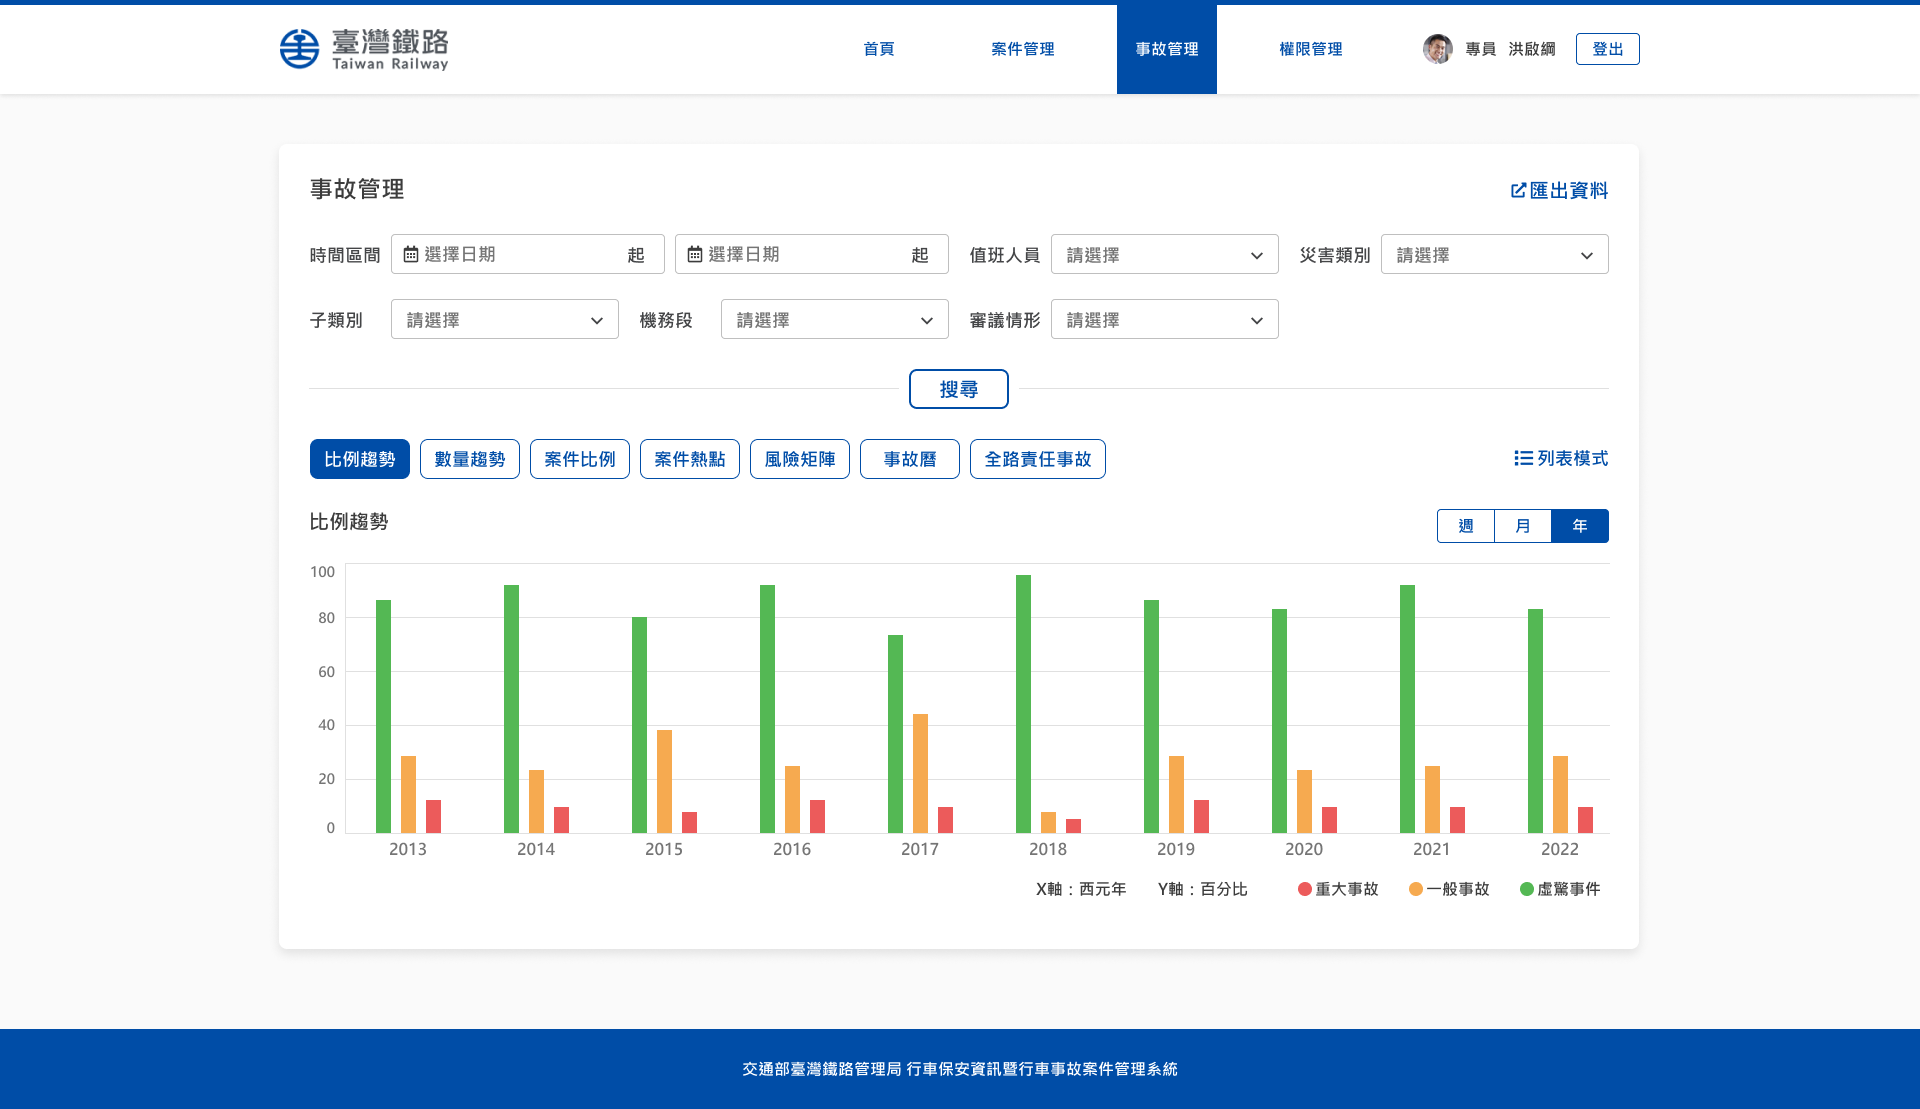 臺灣鐵路
Taiwan Railway
首頁
案件管理
事故管理
權限管理
專員 洪啟綱
登出
事故管理
匯出資料
時間區間
選擇日期
起
選擇日期
起
值班人員
請選擇
災害類別
請選擇
子類別
請選擇
機務段
請選擇
審議情形
請選擇
搜尋
比例趨勢
數量趨勢
案件比例
案件熱點
風險矩陣
事故曆
全路責任事故
列表模式
比例趨勢
週
月
年
100
80
60
40
20
0
2013
2014
2015
2016
2017
2018
2019
2020
2021
2022
X軸：西元年
Y軸：百分比
重大事故
一般事故
虛驚事件
交通部臺灣鐵路管理局 行車保安資訊暨行車事故案件管理系統